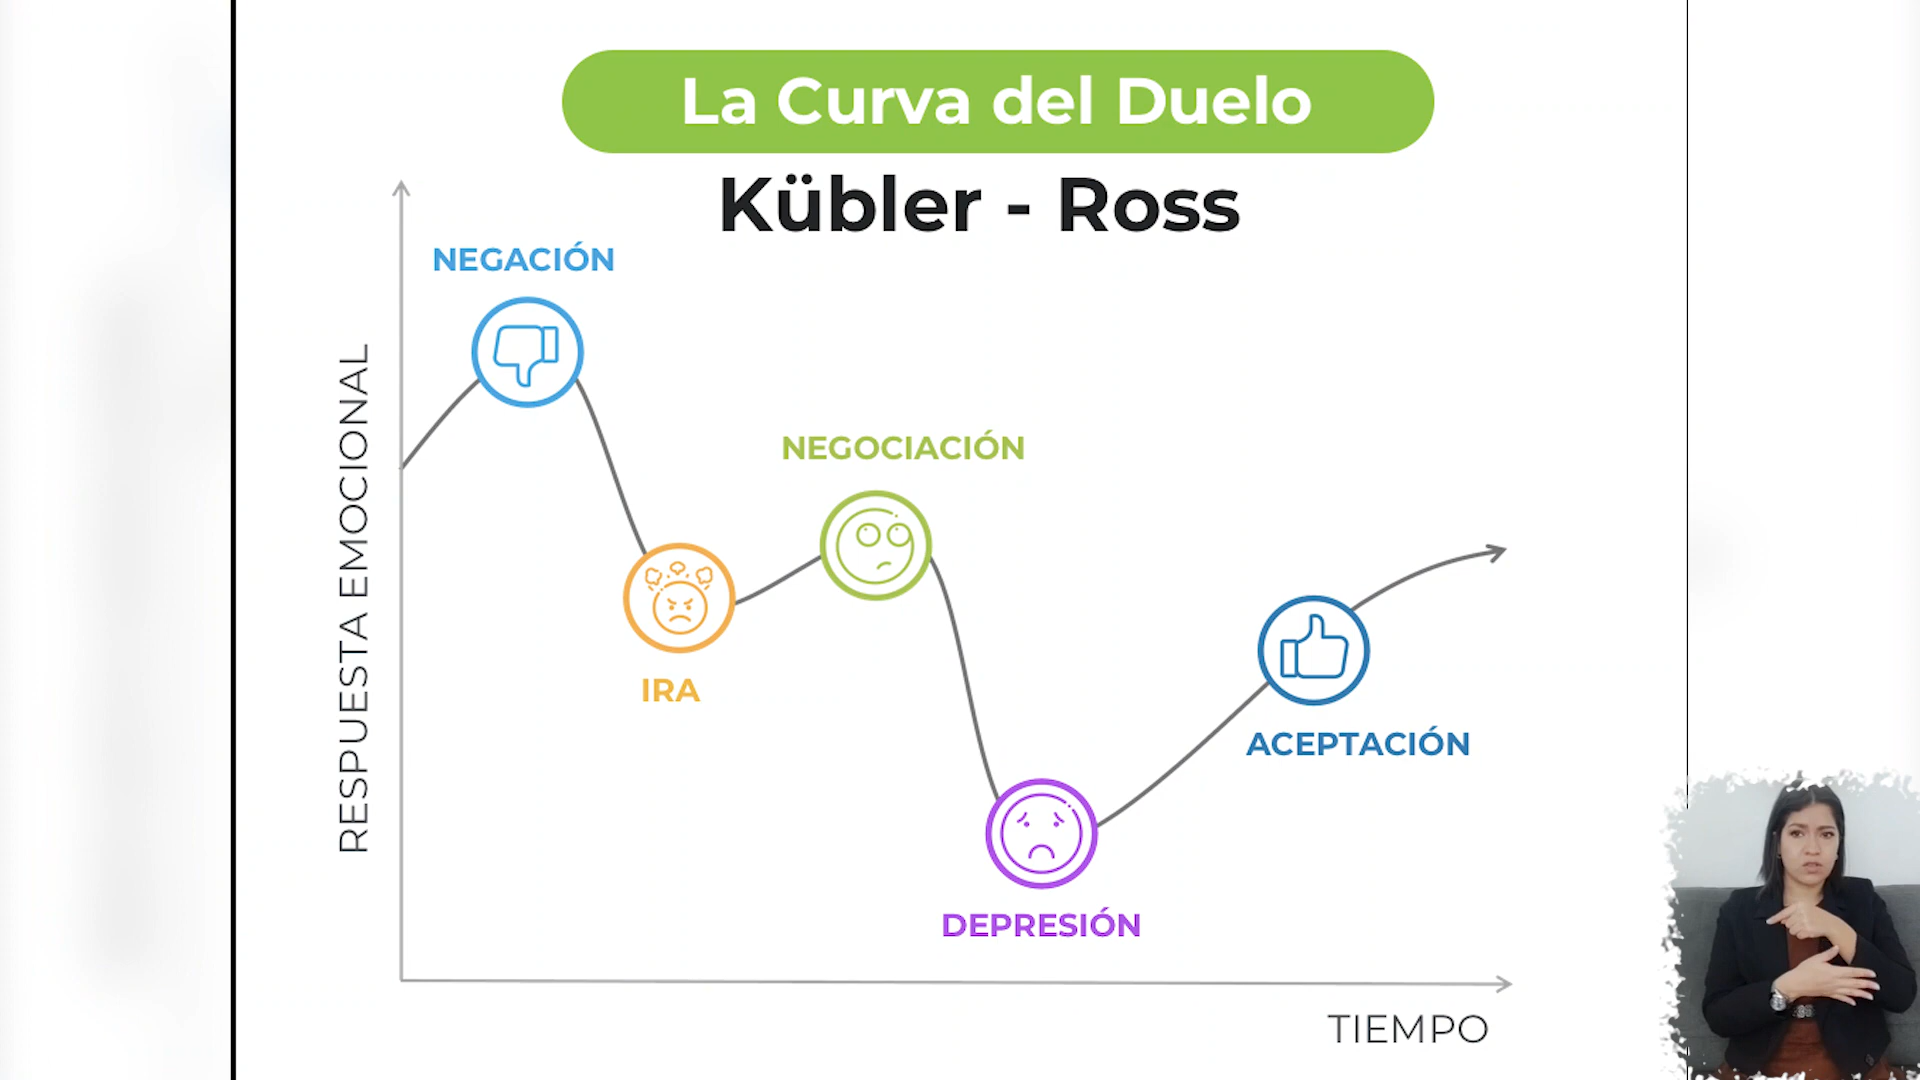 La Curva del Duelo
Kübler - Ross
NEGACIÓN
NEGOCIACIÓN
IRA
ACEPTACIÓN
DEPRESIÓN
RESPUESTA EMOCIONAL
TIEMPO